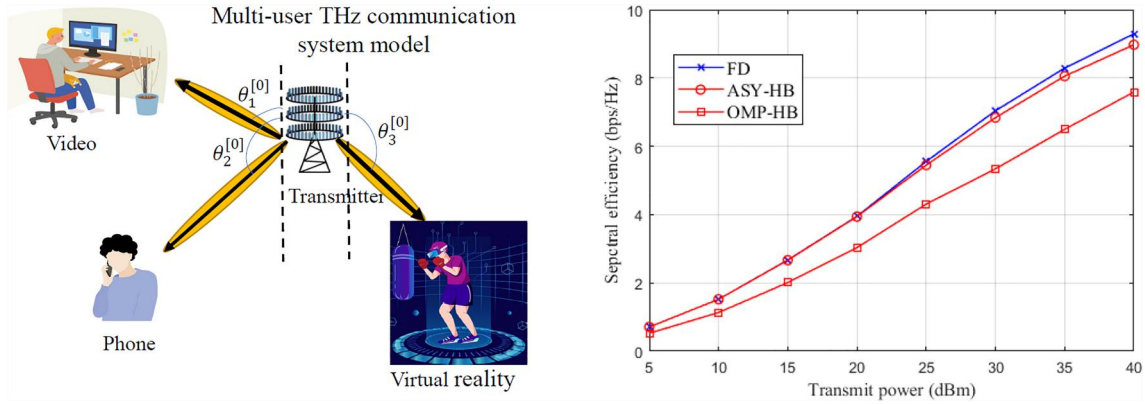 Multi-user THz communication
system model
θ₁^[0]
θ₂^[0]
θ₃^[0]
Video
Transmitter
Phone
Virtual reality
FD
ASY-HB
OMP-HB
Sepctral efficiency (bps/Hz)
10
8
6
4
2
0
5 10 15 20 25 30 35 40
Transmit power (dBm)